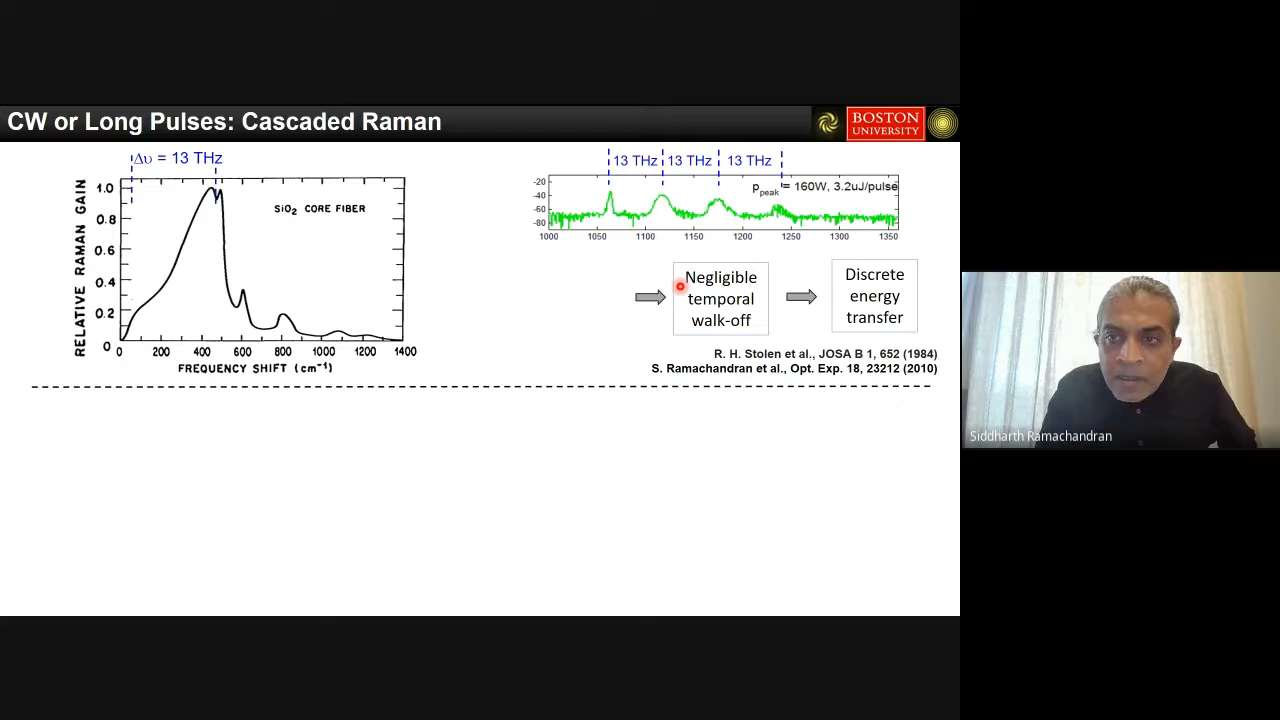 CW or Long Pulses: Cascaded Raman
BOSTON
UNIVERSITY
Δυ = 13 THz
1.0
0.8
0.6
0.4
0.2
0
RELATIVE RAMAN GAIN
SiO₂ CORE FIBER
0 200 400 600 800 1000 1200 1400
FREQUENCY SHIFT (cm⁻¹)
13 THz 13 THz 13 THz
-20
-40
-60
-80
p_peak = 160W, 3.2uJ/pulse
1000 1050 1100 1150 1200 1250 1300 1350
Negligible
temporal
walk-off
Discrete
energy
transfer
R. H. Stolen et al., JOSA B 1, 652 (1984)
S. Ramachandran et al., Opt. Exp. 18, 23212 (2010)
Siddharth Ramachandran